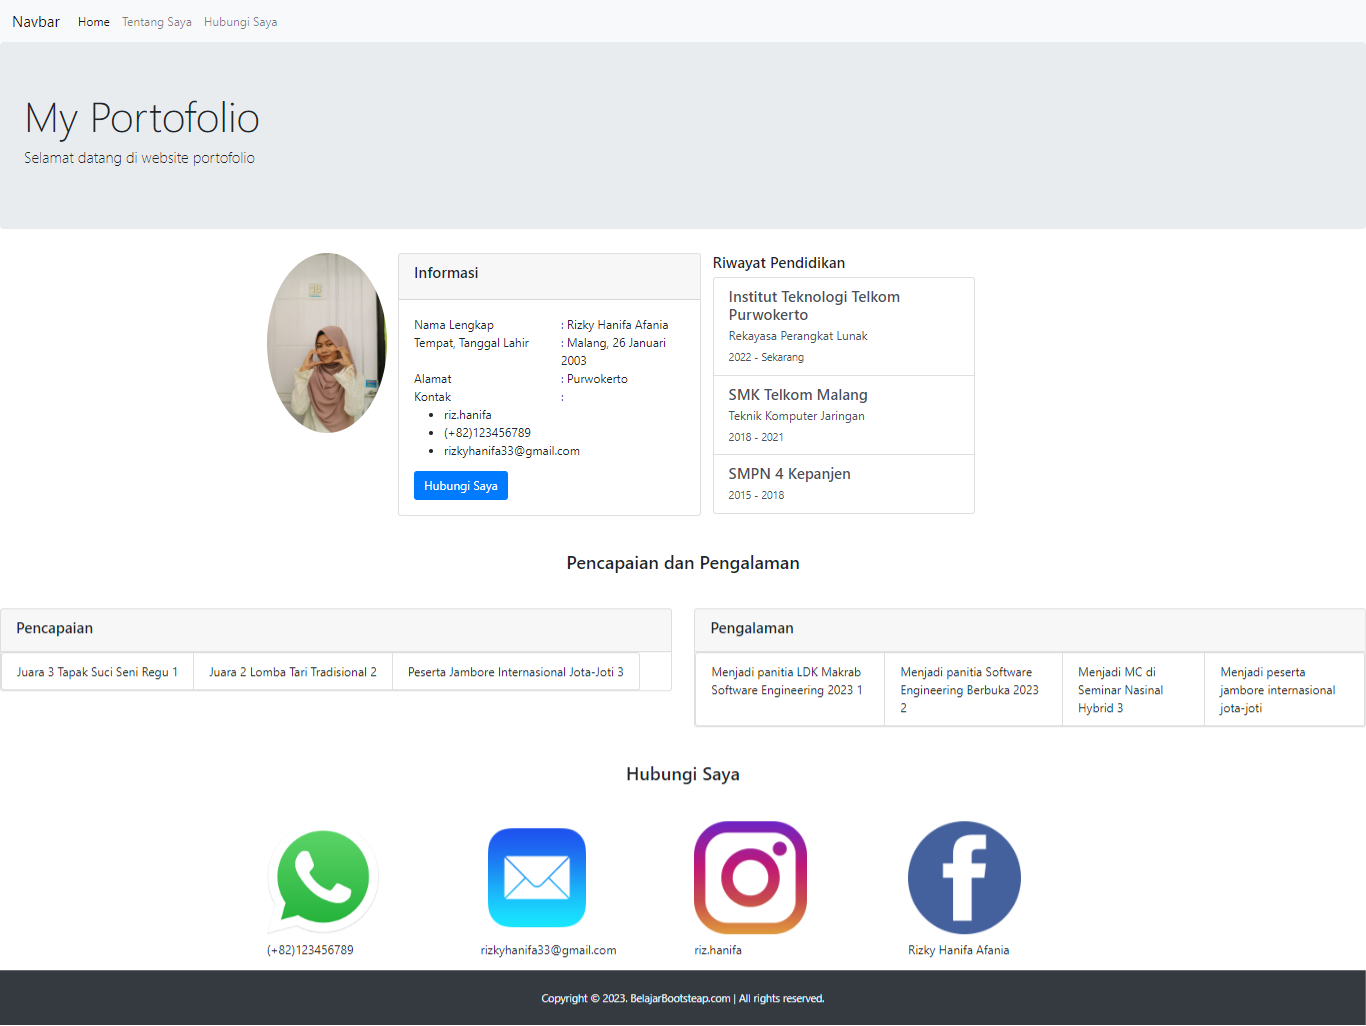 Navbar Home Tentang Saya Hubungi Saya
My Portofolio
Selamat datang di website portofolio
Informasi
Nama Lengkap : Rizky Hanifa Afania
Tempat, Tanggal Lahir : Malang, 26 Januari
2003
Alamat : Purwokerto
Kontak :
riz.hanifa
(+82)123456789
rizkyhanifa33@gmail.com
Hubungi Saya
Riwayat Pendidikan
Institut Teknologi Telkom
Purwokerto
Rekayasa Perangkat Lunak
2022 - Sekarang
SMK Telkom Malang
Teknik Komputer Jaringan
2018 - 2021
SMPN 4 Kepanjen
2015 - 2018
Pencapaian dan Pengalaman
Pencapaian
Juara 3 Tapak Suci Seni Regu 1
Juara 2 Lomba Tari Tradisional 2
Peserta Jambore Internasional Jota-Joti 3
Pengalaman
Menjadi panitia LDK Makrab
Software Engineering 2023 1
Menjadi panitia Software
Engineering Berbuka 2023
2
Menjadi MC di
Seminar Nasinal
Hybrid 3
Menjadi peserta
jambore internasional
jota-joti
Hubungi Saya
(+82)123456789
rizkyhanifa33@gmail.com
riz.hanifa
Rizky Hanifa Afania
Copyright © 2023. BelajarBootsteap.com | All rights reserved.